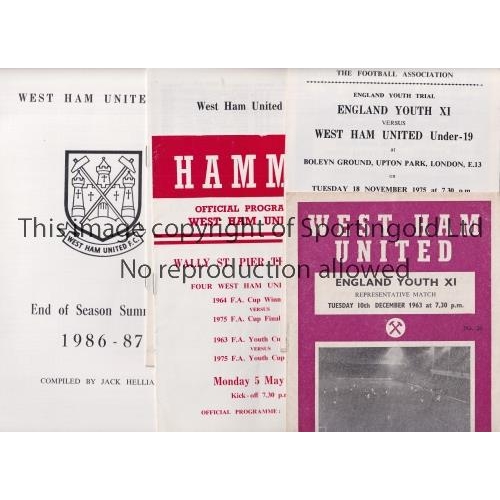 WEST HAM UNITED
WEST HAM UNITED F.C.
End of Season Summ
1986-87
COMPILED BY JACK HELLIA
West Ham United
HAMM
OFFICIAL PROGRA
WEST HAM UNI
WALLY ST. PIER T
FOUR WEST HAM UNI
1964 F.A. Cup Winn
VERSUS
1975 F.A. Cup Final
1963 F.A. Youth Cu
VERSUS
1975 F.A. Youth Cup
Monday 5 May
Kick-off 7.30 p.m
OFFICIAL PROGRAMME:
THE FOOTBALL ASSOCIATION
ENGLAND YOUTH TRIAL
ENGLAND YOUTH XI
VERSUS
WEST HAM UNITED Under-19
at
BOLEYN GROUND, UPTON PARK, LONDON, E.13
on
TUESDAY 18 NOVEMBER 1975 at 7.30 p.m.
WEST HAM
UNITED
ENGLAND YOUTH XI
REPRESENTATIVE MATCH
TUESDAY 10th DECEMBER 1963 at 7.30 p.m.
This image copyright of Sportingold Ltd
No reproduction allowed